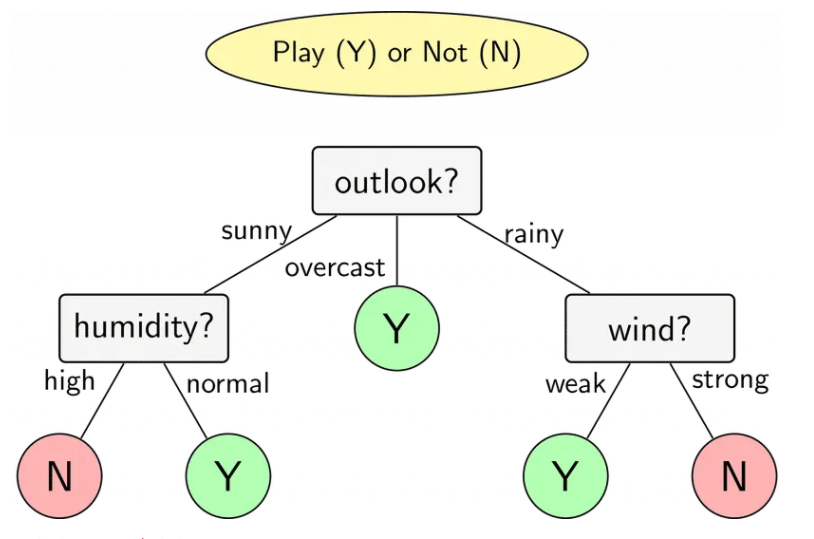 Play (Y) or Not (N)
outlook?
sunny
overcast
rainy
humidity?
Y
wind?
high
normal
weak
strong
N
Y
Y
N